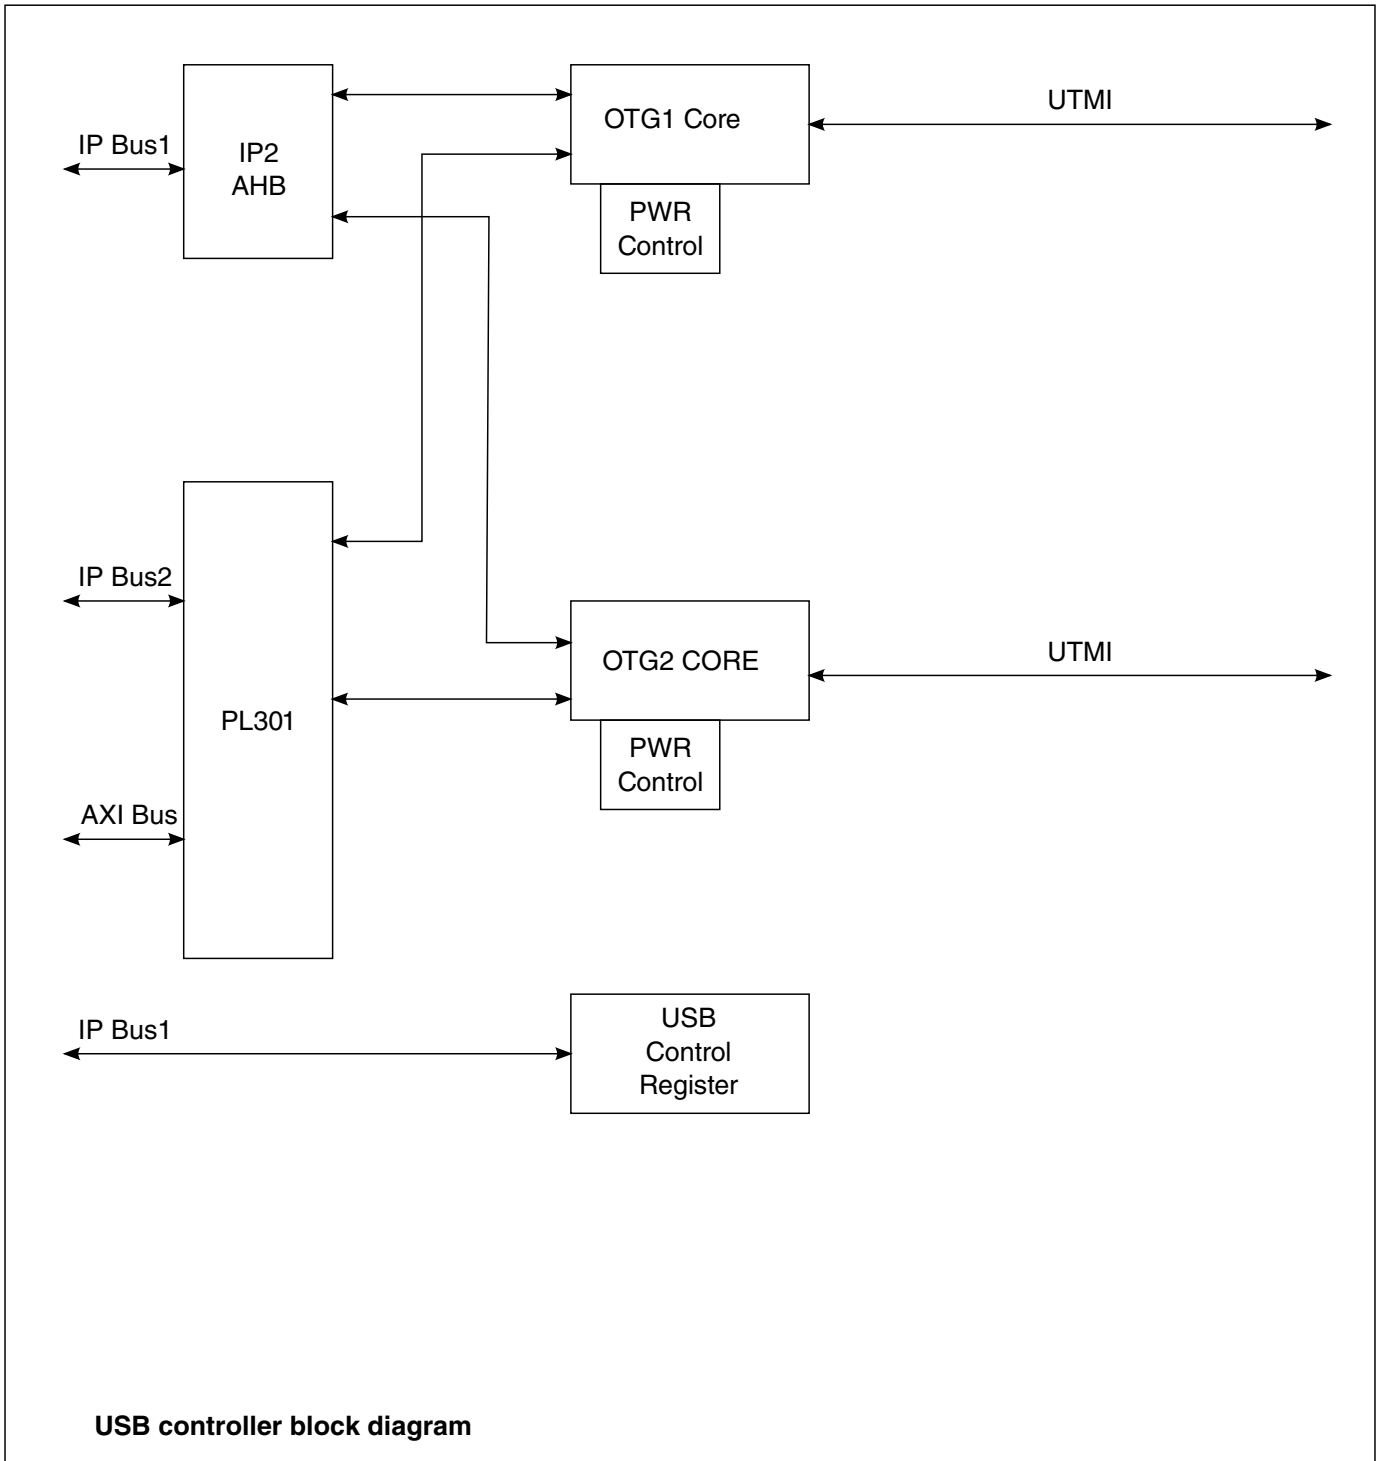 IP Bus1
IP2
AHB
OTG1 Core
UTMI
PWR
Control
IP Bus2
PL301
AXI Bus
OTG2 CORE
UTMI
PWR
Control
IP Bus1
USB
Control
Register
USB controller block diagram